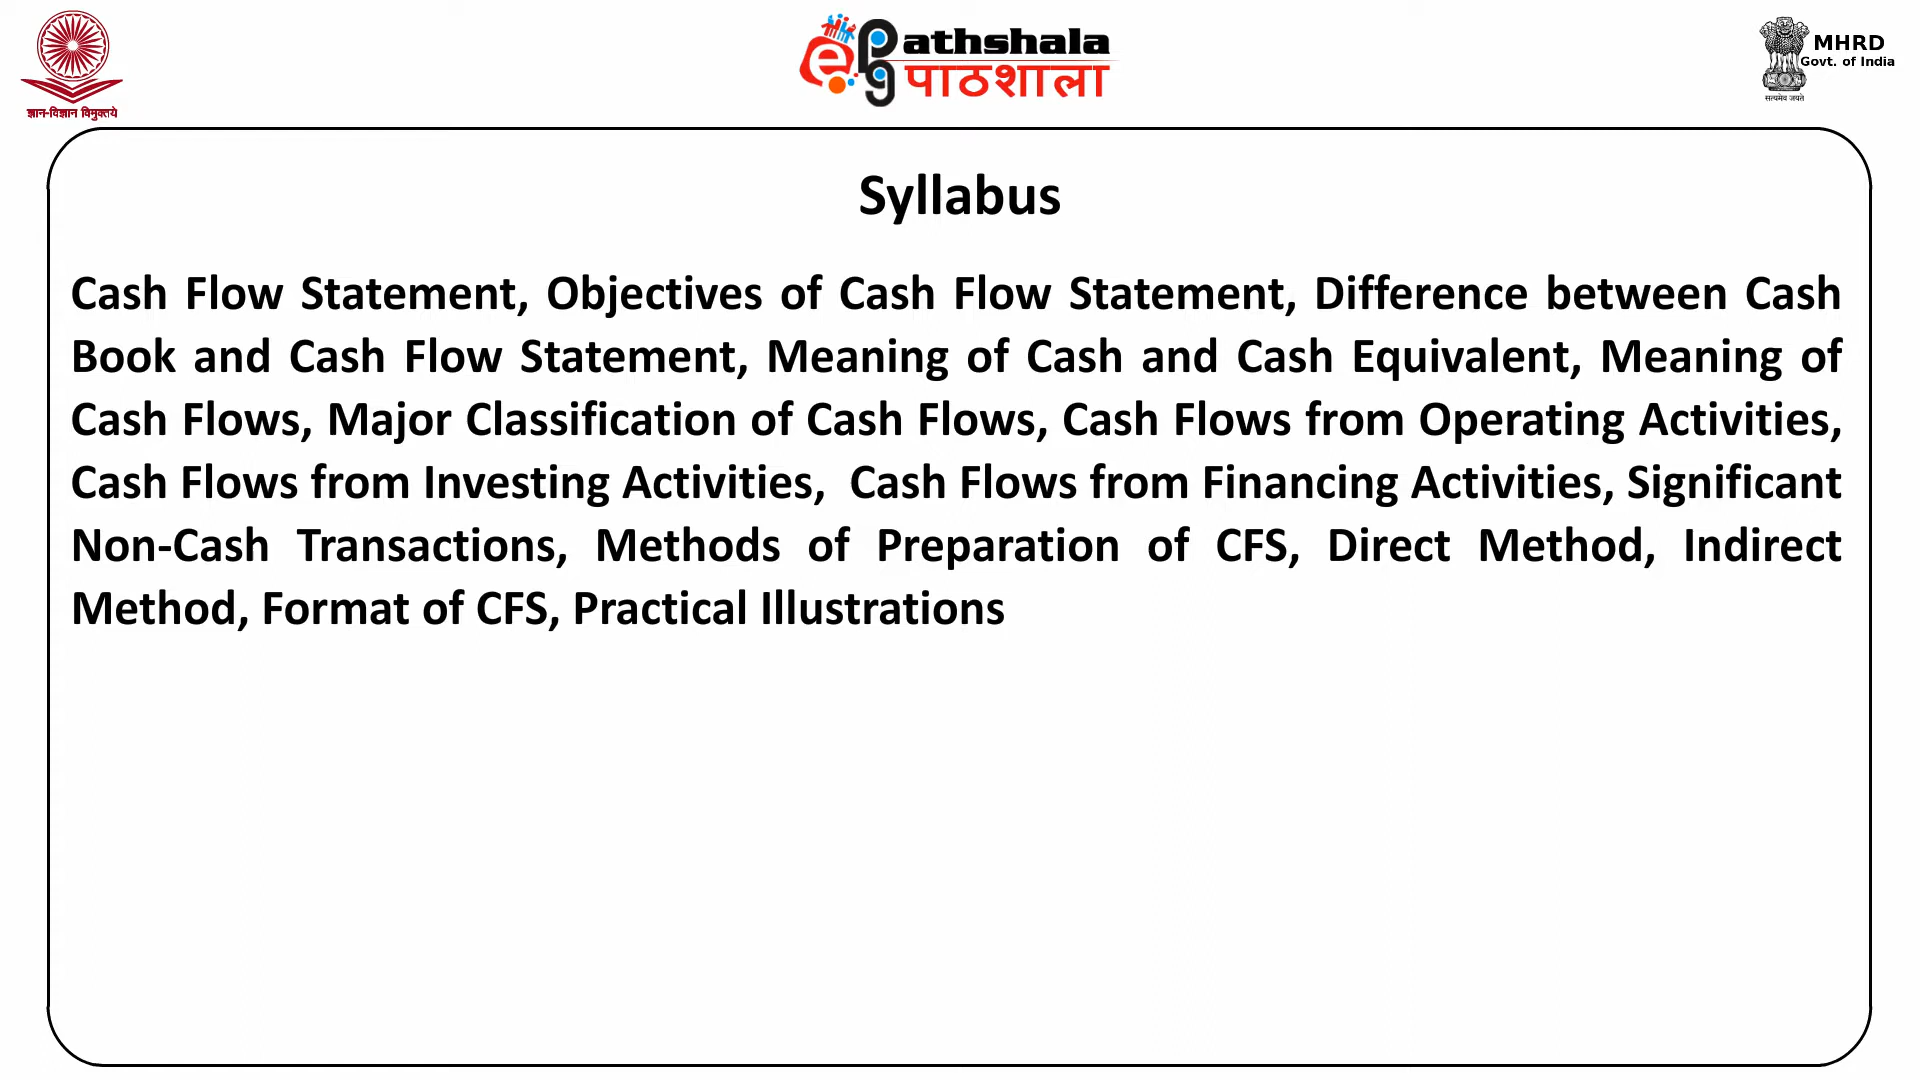 ज्ञान-विज्ञान विमुक्तये
e pg Pathshala
पाठशाला
MHRD
Govt. of India
सत्यमेव जयते
Syllabus
Cash Flow Statement, Objectives of Cash Flow Statement, Difference between Cash
Book and Cash Flow Statement, Meaning of Cash and Cash Equivalent, Meaning of
Cash Flows, Major Classification of Cash Flows, Cash Flows from Operating Activities,
Cash Flows from Investing Activities,  Cash Flows from Financing Activities, Significant
Non-Cash Transactions, Methods of Preparation of CFS, Direct Method, Indirect
Method, Format of CFS, Practical Illustrations